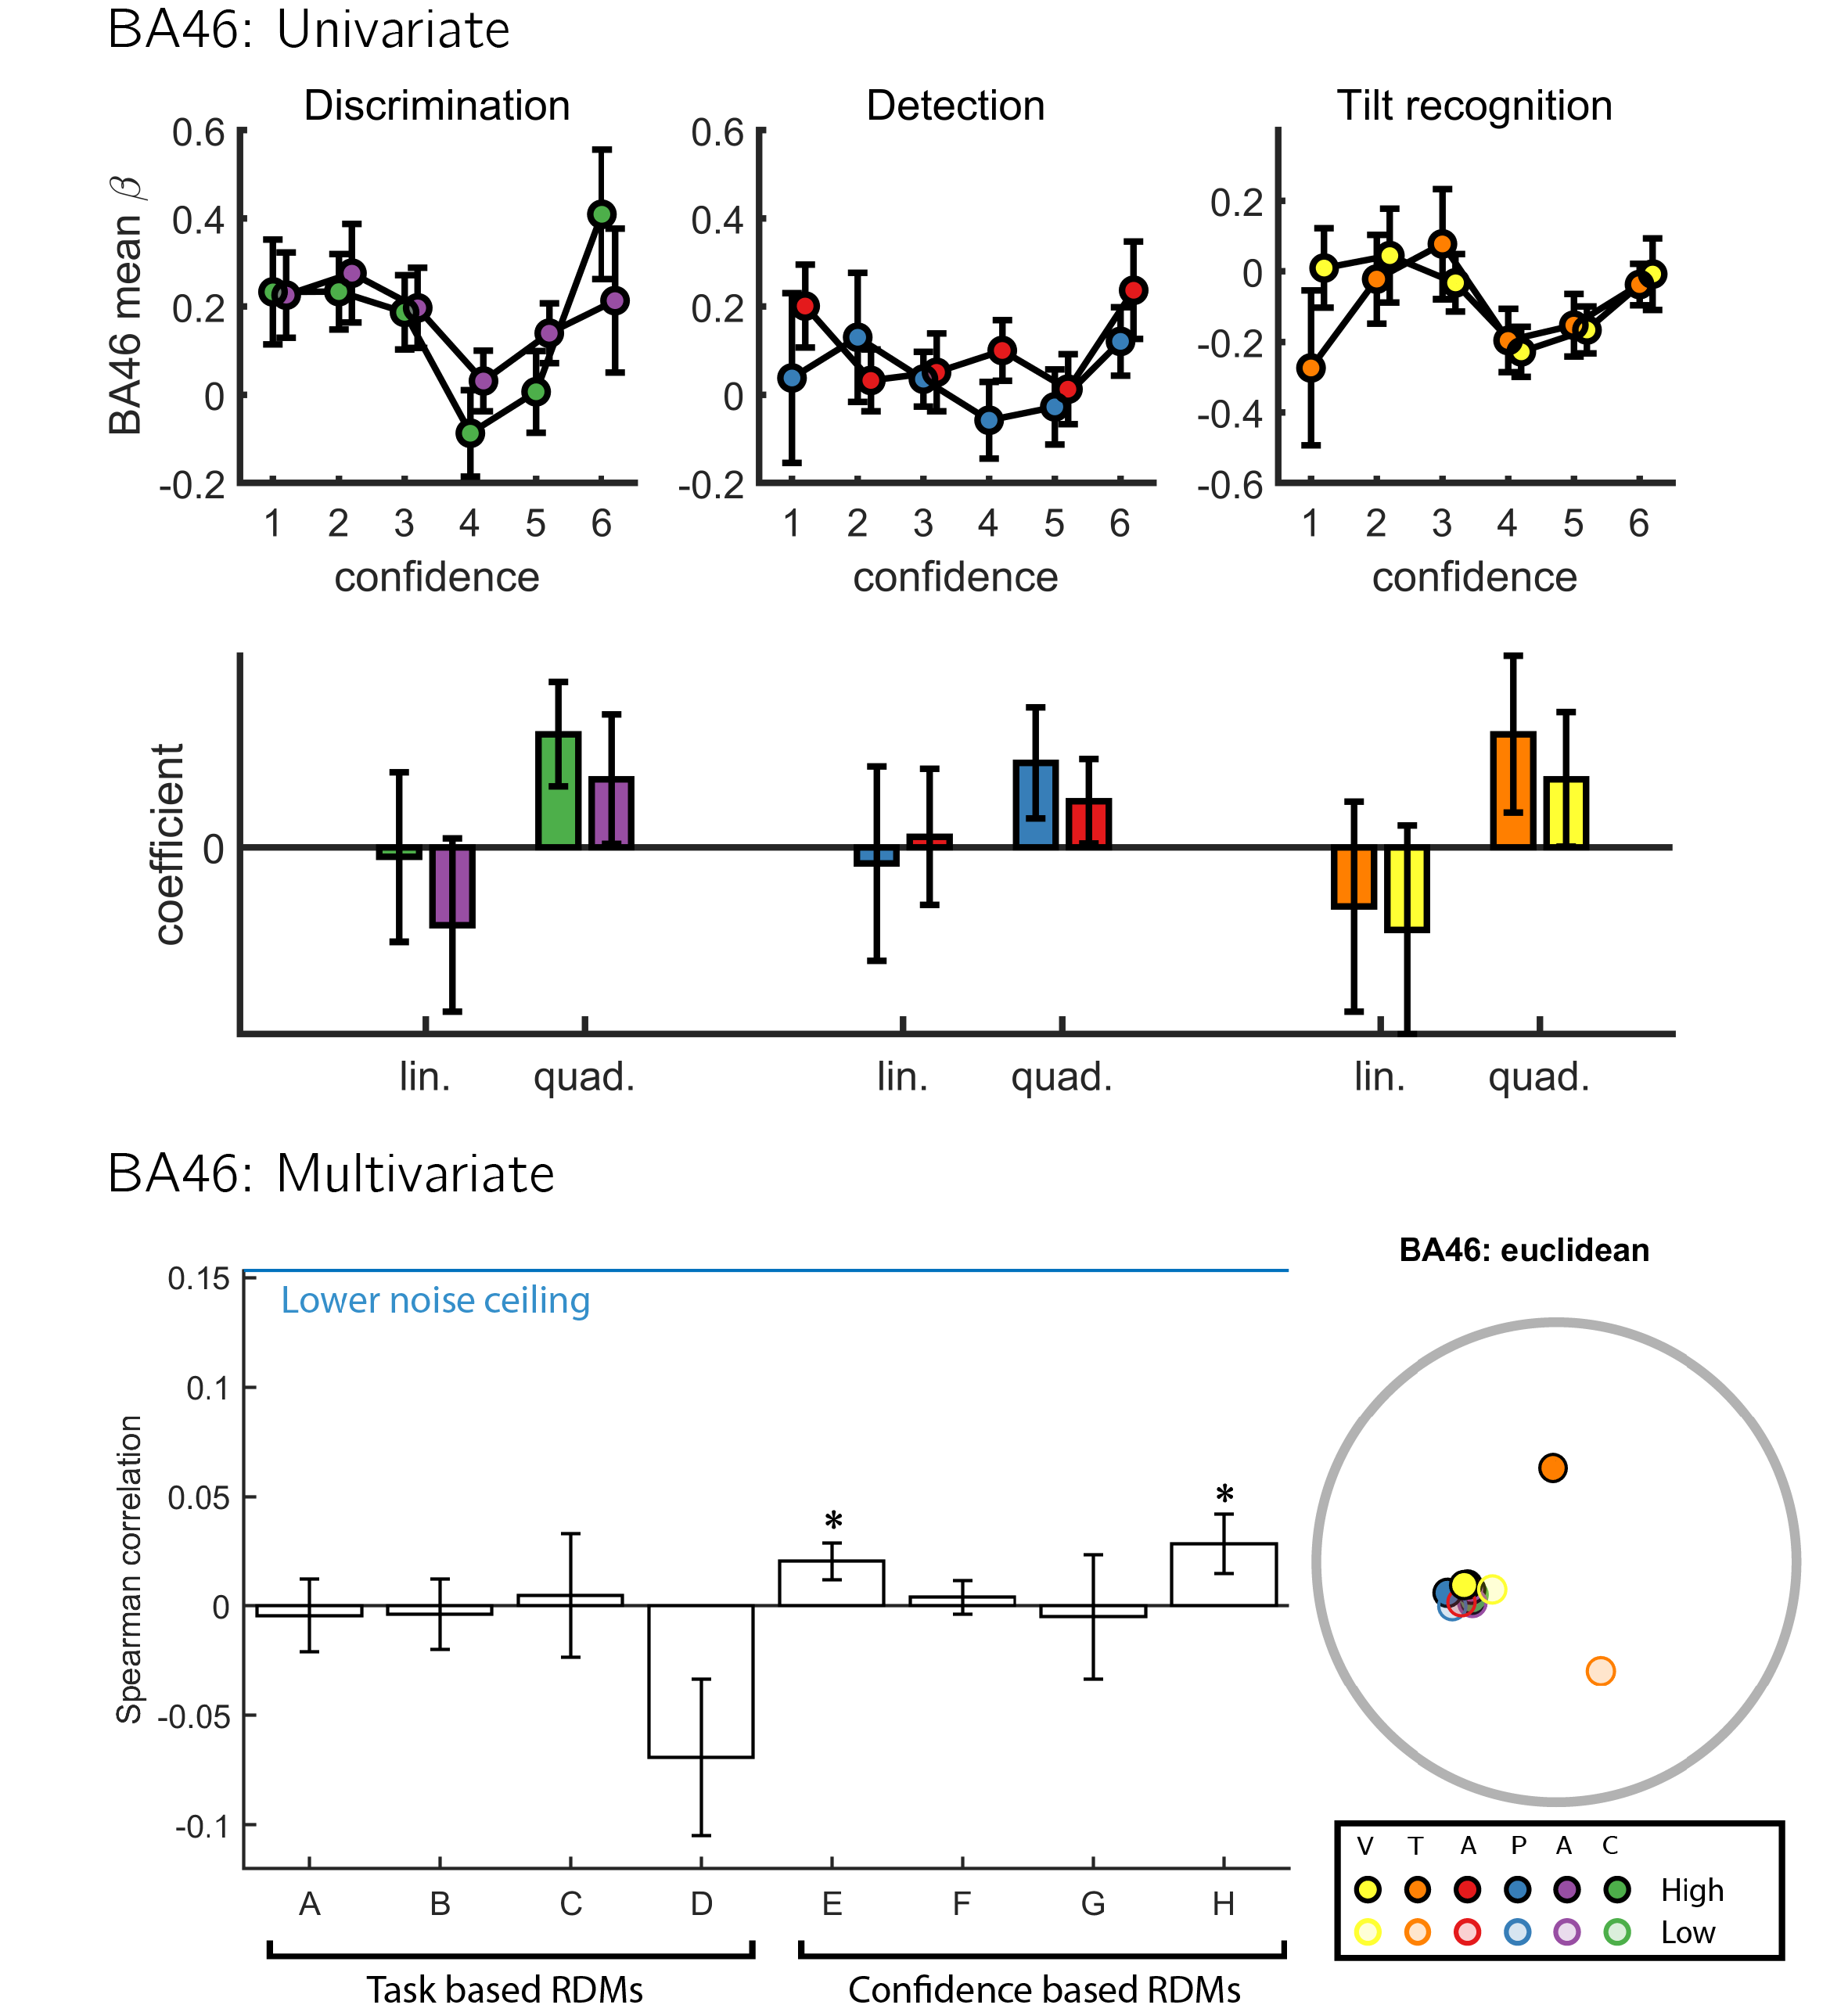 BA46: Univariate
Discrimination Detection Tilt recognition
BA46 mean β
0.6
0.4
0.2
0
-0.2
1 2 3 4 5 6
confidence
0.6
0.4
0.2
0
-0.2
1 2 3 4 5 6
confidence
0.2
0
-0.2
-0.4
-0.6
1 2 3 4 5 6
confidence
coefficient
0
lin. quad. lin. quad. lin. quad.
BA46: Multivariate
Spearman correlation
0.15
0.1
0.05
0
-0.05
-0.1
Lower noise ceiling
*
*
A B C D E F G H
Task based RDMs Confidence based RDMs
BA46: euclidean
V T A P A C
High
Low